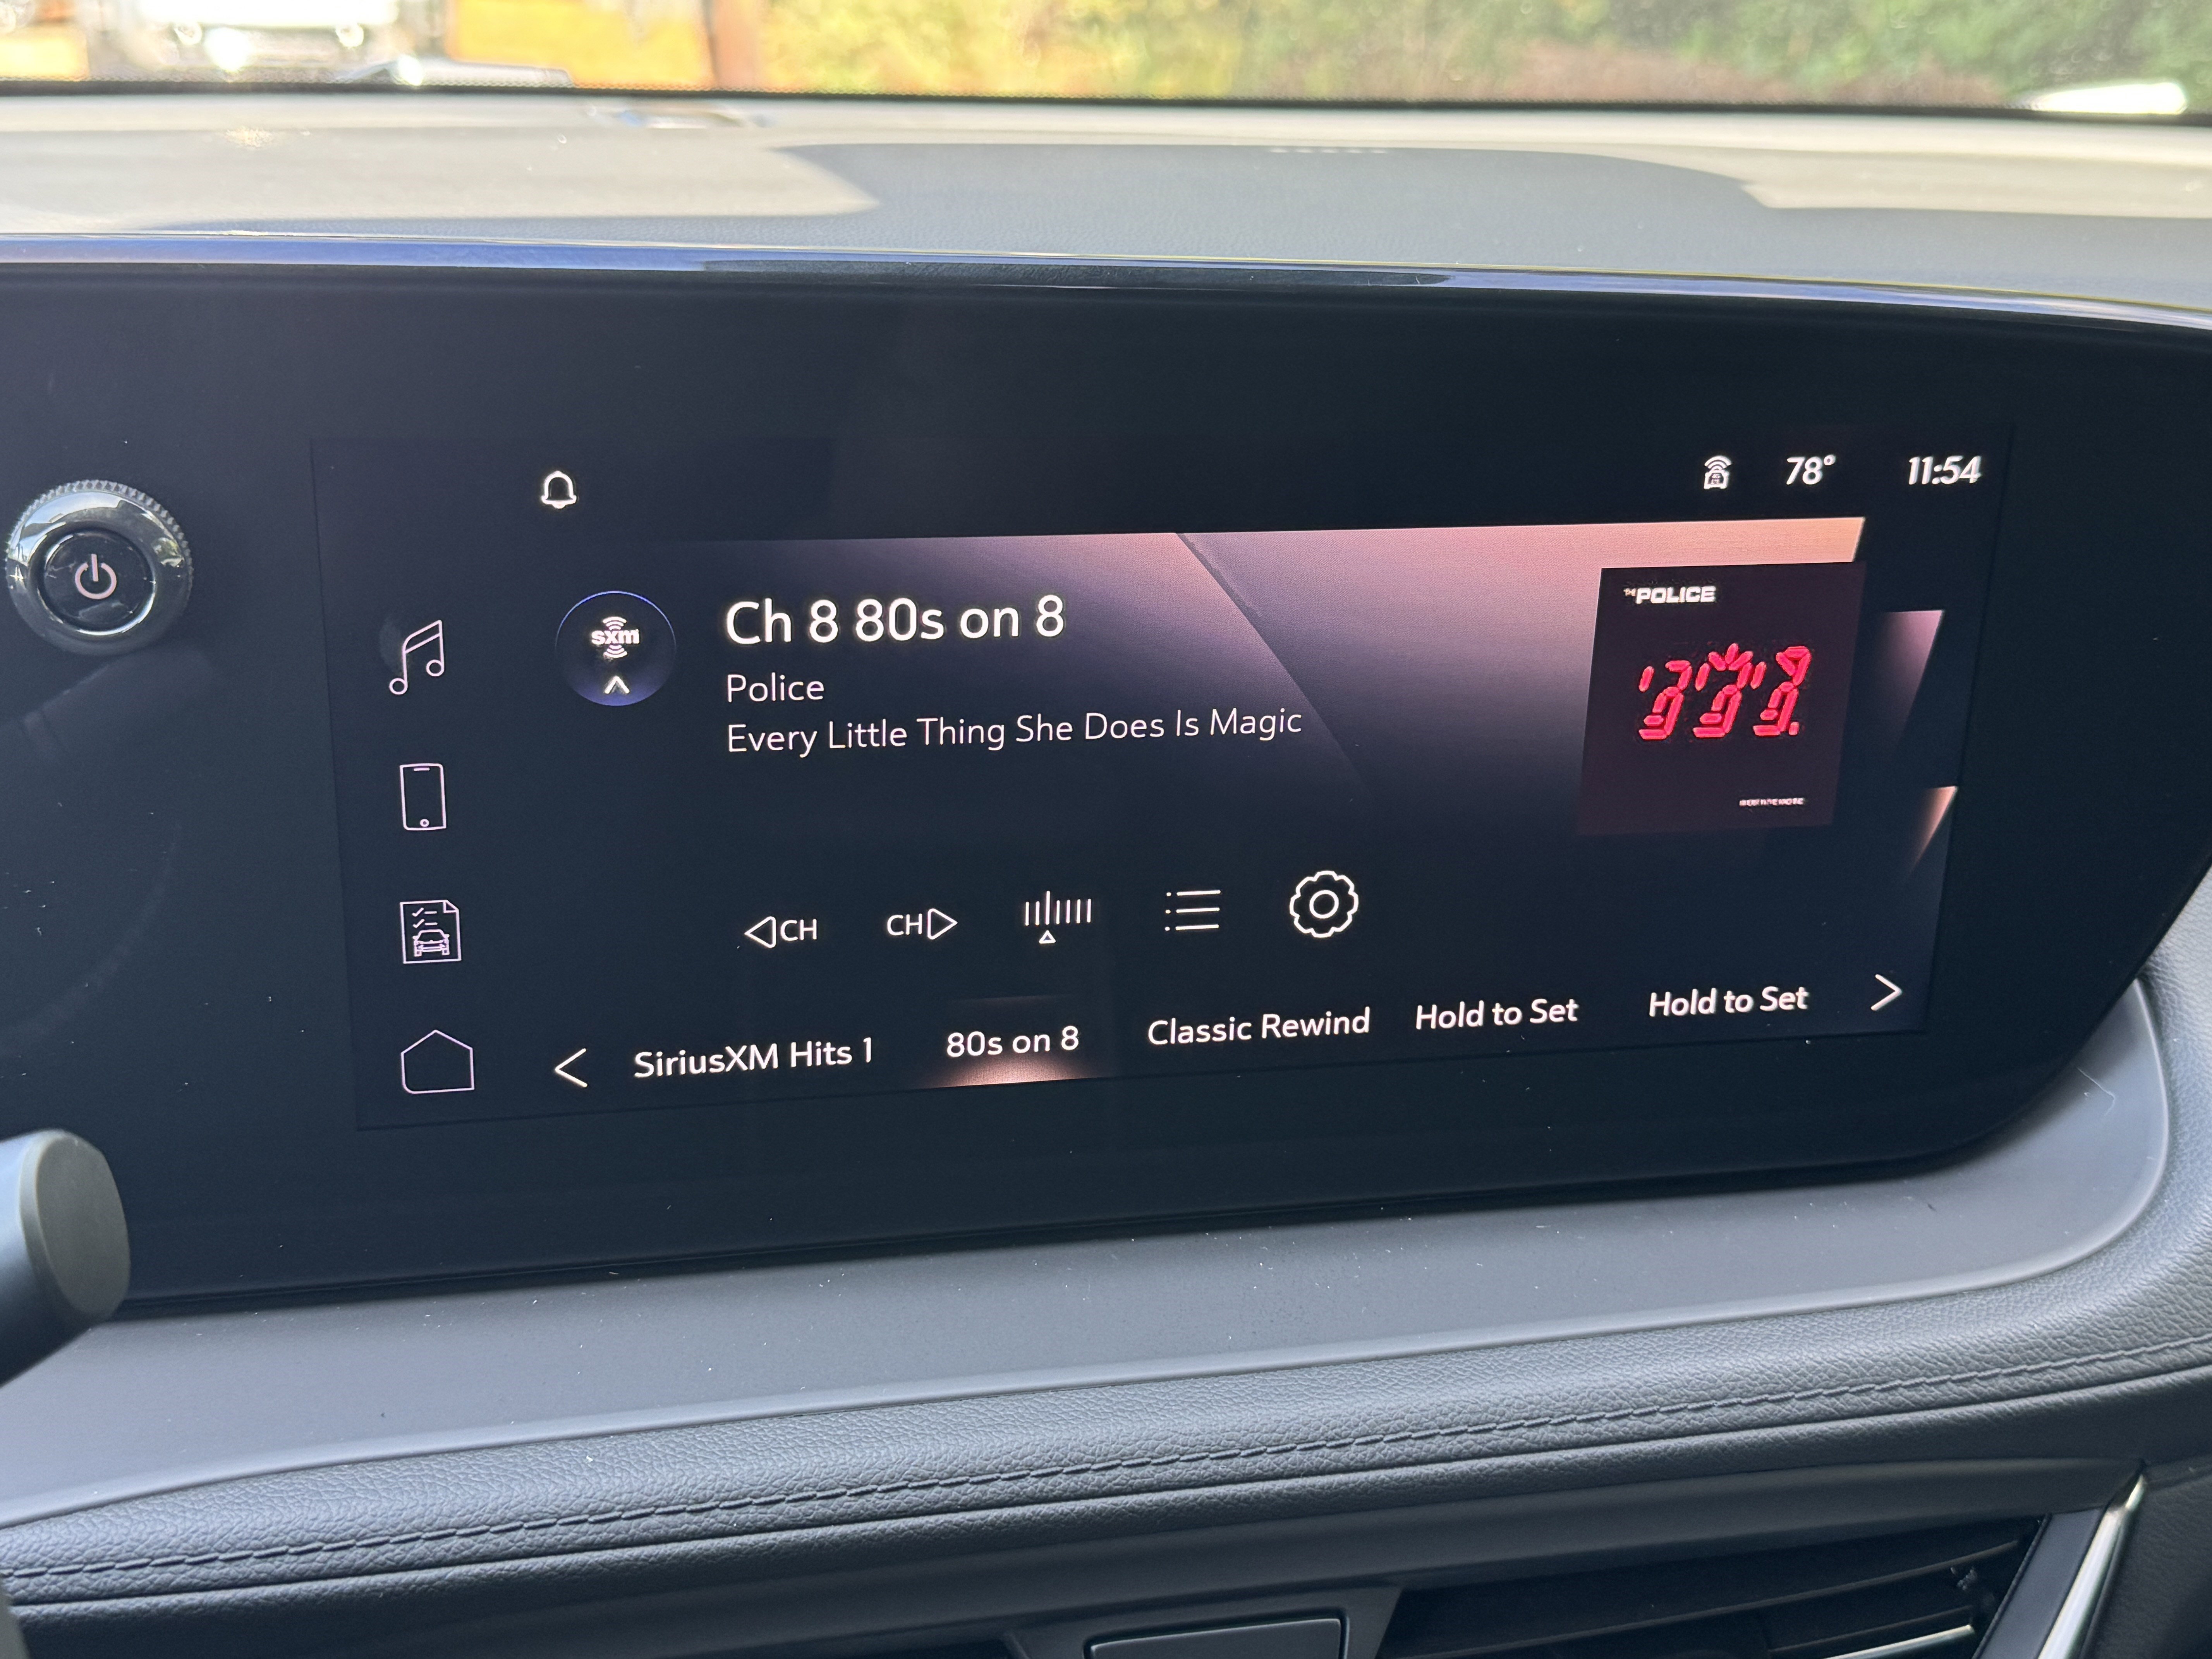 78° 11:54
sxm
Ch 8 80s on 8
Police
Every Little Thing She Does Is Magic
THE POLICE
CH CH
SiriusXM Hits 1 80s on 8 Classic Rewind Hold to Set Hold to Set